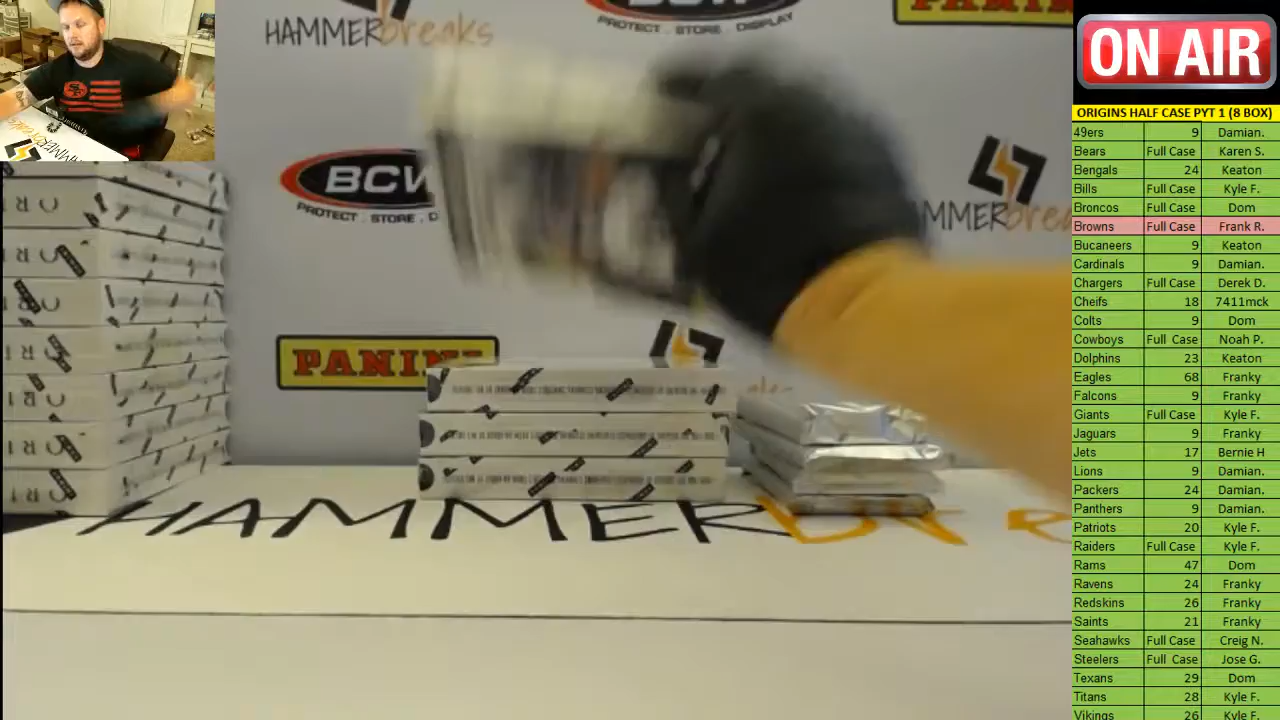 HAMMERbreaks
BCW
PROTECT . STORE . DISPLAY
PANINI
ON AIR
BCW
PROTECT . STORE . D
PANINI
HAMMER
ORIGINS HALF CASE PYT 1 (8 BOX)
49ers 9 Damian.
Bears Full Case Karen S.
Bengals 24 Keaton
Bills Full Case Kyle F.
Broncos Full Case Dom
Browns Full Case Frank R.
Bucaneers 9 Keaton
Cardinals 9 Damian.
Chargers Full Case Derek D.
Cheifs 18 7411mck
Colts 9 Dom
Cowboys Full Case Noah P.
Dolphins 23 Keaton
Eagles 68 Franky
Falcons 9 Franky
Giants Full Case Kyle F.
Jaguars 9 Franky
Jets 17 Bernie H
Lions 9 Damian.
Packers 24 Damian.
Panthers 9 Damian.
Patriots 20 Kyle F.
Raiders Full Case Kyle F.
Rams 47 Dom
Ravens 24 Franky
Redskins 26 Franky
Saints 21 Franky
Seahawks Full Case Creig N.
Steelers Full Case Jose G.
Texans 29 Dom
Titans 28 Kyle F.
Vikings 26 Kyle F.